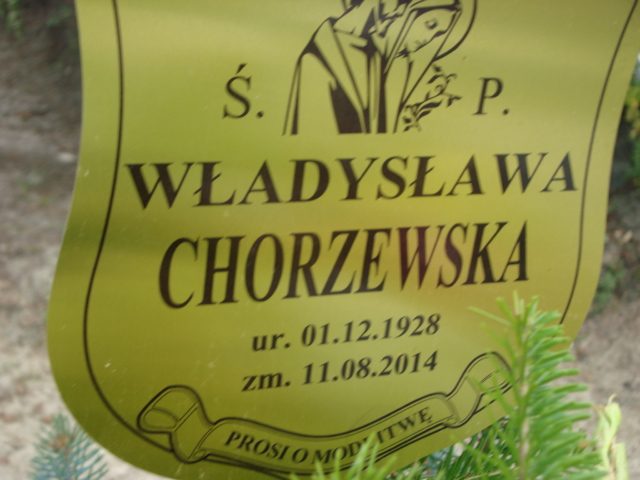 Ś. P.
WŁADYSŁAWA
CHORZEWSKA
ur. 01.12.1928
zm. 11.08.2014
PROSI O MODLITWĘ